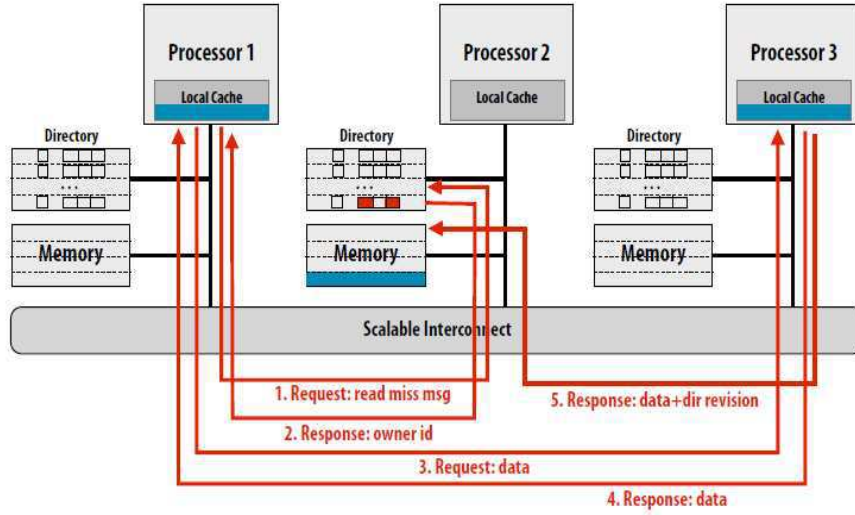 Processor 1
Local Cache
Processor 2
Local Cache
Processor 3
Local Cache
Directory
Directory
Directory
...
...
...
Memory
Memory
Memory
Scalable Interconnect
1. Request: read miss msg
5. Response: data+dir revision
2. Response: owner id
3. Request: data
4. Response: data